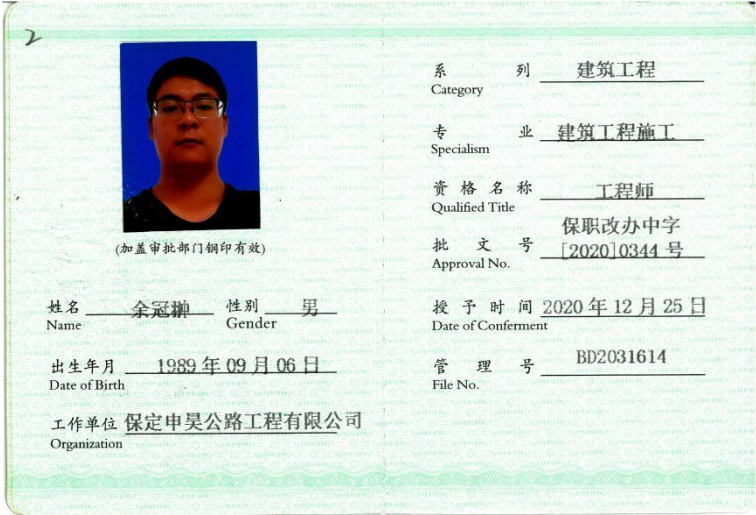 2
(加盖审批部门钢印有效)
姓名 余冠翀 性别 男
Name Gender
出生年月 1989年09月06日
Date of Birth
工作单位 保定申昊公路工程有限公司
Organization
系列 建筑工程
Category
专业 建筑工程施工
Specialism
资格名称 工程师
Qualified Title
保职改办中字
批文号 [2020]0344号
Approval No.
授予时间 2020年12月25日
Date of Conferment
管理号 BD2031614
File No.